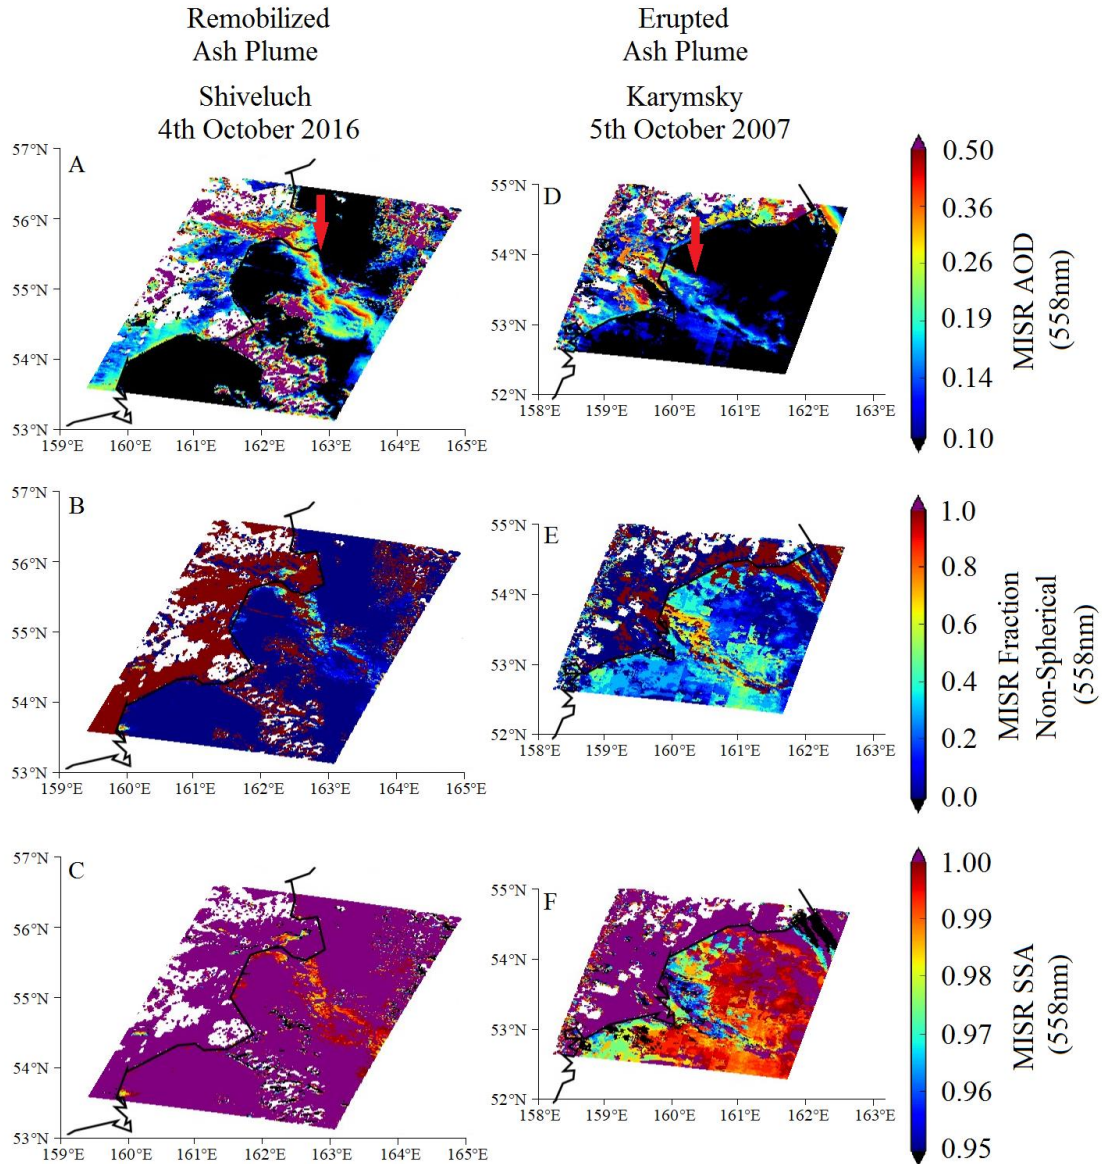 Remobilized
Ash Plume
Shiveluch
4th October 2016
Erupted
Ash Plume
Karymsky
5th October 2007
A
57°N
56°N
55°N
54°N
53°N
159°E 160°E 161°E 162°E 163°E 164°E 165°E
D
55°N
54°N
53°N
52°N
158°E 159°E 160°E 161°E 162°E 163°E
0.50
0.36
0.26
0.19
0.14
0.10
MISR AOD
(558nm)
B
57°N
56°N
55°N
54°N
53°N
159°E 160°E 161°E 162°E 163°E 164°E 165°E
E
55°N
54°N
53°N
52°N
158°E 159°E 160°E 161°E 162°E 163°E
1.0
0.8
0.6
0.4
0.2
0.0
MISR Fraction
Non-Spherical
(558nm)
C
57°N
56°N
55°N
54°N
53°N
159°E 160°E 161°E 162°E 163°E 164°E 165°E
F
55°N
54°N
53°N
52°N
158°E 159°E 160°E 161°E 162°E 163°E
1.00
0.99
0.98
0.97
0.96
0.95
MISR SSA
(558nm)